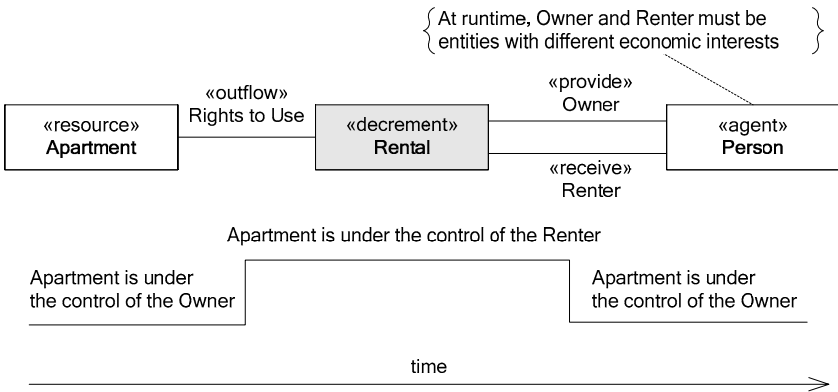 At runtime, Owner and Renter must be
entities with different economic interests
«resource»
Apartment
«outflow»
Rights to Use
«decrement»
Rental
«provide»
Owner
«receive»
Renter
«agent»
Person
Apartment is under the control of the Renter
Apartment is under
the control of the Owner
Apartment is under
the control of the Owner
time